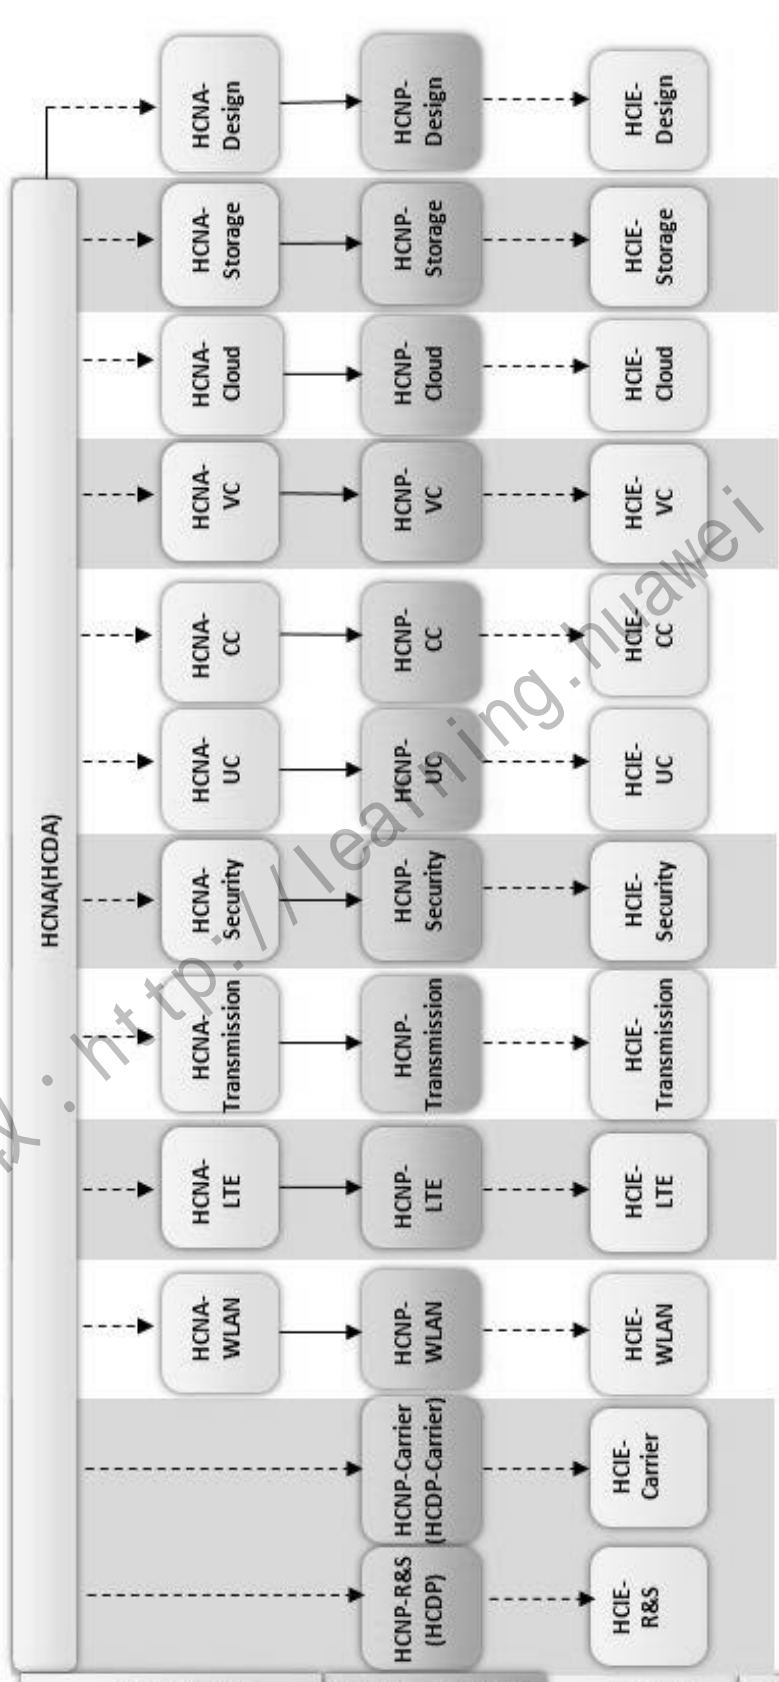 HCNA(HCDA)
HCNA-
Design
HCNP-
Design
HCIE-
Design
HCNA-
Storage
HCNP-
Storage
HCIE-
Storage
HCNA-
Cloud
HCNP-
Cloud
HCIE-
Cloud
HCNA-
VC
HCNP-
VC
HCIE-
VC
HCNA-
CC
HCNP-
CC
HCIE-
CC
HCNA-
UC
HCNP-
UC
HCIE-
UC
HCNA-
Security
HCNP-
Security
HCIE-
Security
HCNA-
Transmission
HCNP-
Transmission
HCIE-
Transmission
HCNA-
LTE
HCNP-
LTE
HCIE-
LTE
HCNA-
WLAN
HCNP-
WLAN
HCIE-
WLAN
HCNP-Carrier
(HCDP-Carrier)
HCIE-
Carrier
HCNP-R&S
(HCDP)
HCIE-
R&S
: http://learning.huawei